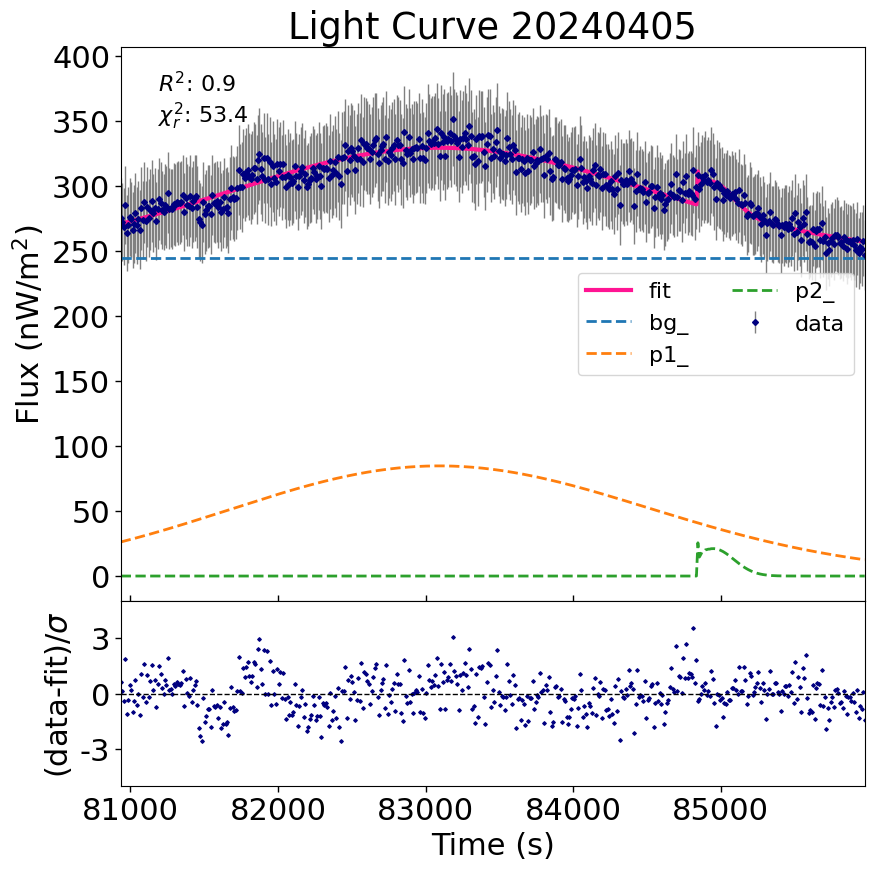 Light Curve 20240405
R²: 0.9
χ²ᵣ: 53.4
400
350
300
250
200
150
100
50
0
Flux (nW/m²)
fit
bg_
p1_
p2_
data
3
0
-3
(data-fit)/σ
81000 82000 83000 84000 85000
Time (s)